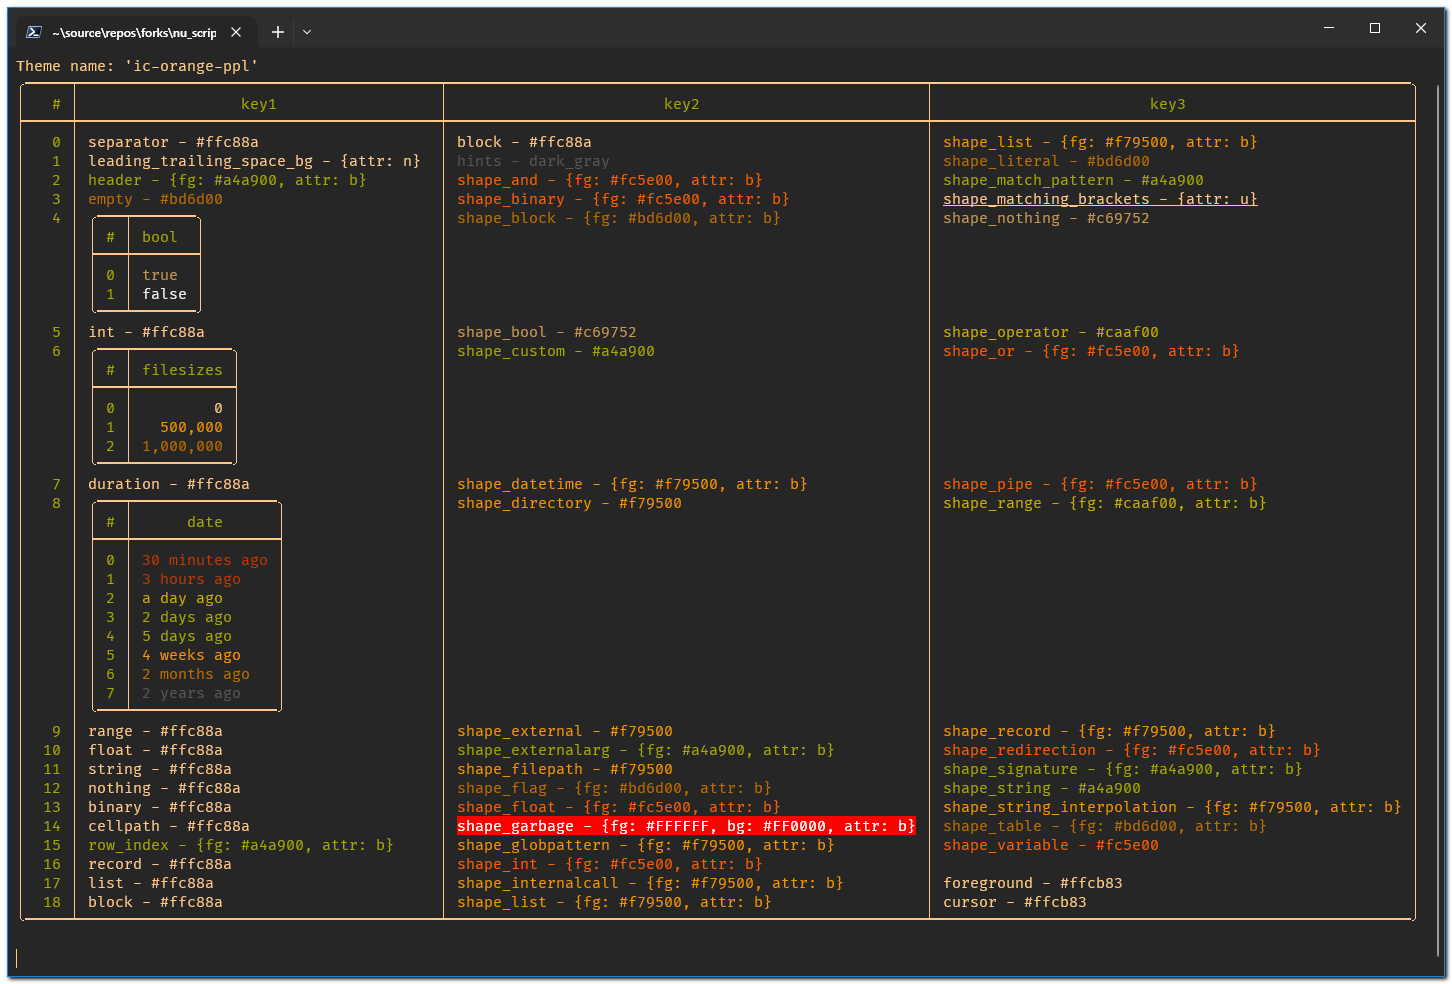 ~\source\repos\forks\nu_scrip
Theme name: 'ic-orange-ppl'
# key1 key2 key3
0 separator - #ffc88a block - #ffc88a shape_list - {fg: #f79500, attr: b}
1 leading_trailing_space_bg - {attr: n} hints - dark_gray shape_literal - #bd6d00
2 header - {fg: #a4a900, attr: b} shape_and - {fg: #fc5e00, attr: b} shape_match_pattern - #a4a900
3 empty - #bd6d00 shape_binary - {fg: #fc5e00, attr: b} shape_matching_brackets - {attr: u}
4 shape_block - {fg: #bd6d00, attr: b} shape_nothing - #c69752
# bool
0 true
1 false
5 int - #ffc88a shape_bool - #c69752 shape_operator - #caaf00
6 shape_custom - #a4a900 shape_or - {fg: #fc5e00, attr: b}
# filesizes
0 0
1 500,000
2 1,000,000
7 duration - #ffc88a shape_datetime - {fg: #f79500, attr: b} shape_pipe - {fg: #fc5e00, attr: b}
8 shape_directory - #f79500 shape_range - {fg: #caaf00, attr: b}
# date
0 30 minutes ago
1 3 hours ago
2 a day ago
3 2 days ago
4 5 days ago
5 4 weeks ago
6 2 months ago
7 2 years ago
9 range - #ffc88a shape_external - #f79500 shape_record - {fg: #f79500, attr: b}
10 float - #ffc88a shape_externalarg - {fg: #a4a900, attr: b} shape_redirection - {fg: #fc5e00, attr: b}
11 string - #ffc88a shape_filepath - #f79500 shape_signature - {fg: #a4a900, attr: b}
12 nothing - #ffc88a shape_flag - {fg: #bd6d00, attr: b} shape_string - #a4a900
13 binary - #ffc88a shape_float - {fg: #fc5e00, attr: b} shape_string_interpolation - {fg: #f79500, attr: b}
14 cellpath - #ffc88a shape_garbage - {fg: #FFFFFF, bg: #FF0000, attr: b} shape_table - {fg: #bd6d00, attr: b}
15 row_index - {fg: #a4a900, attr: b} shape_globpattern - {fg: #f79500, attr: b} shape_variable - #fc5e00
16 record - #ffc88a shape_int - {fg: #fc5e00, attr: b}
17 list - #ffc88a shape_internalcall - {fg: #f79500, attr: b} foreground - #ffcb83
18 block - #ffc88a shape_list - {fg: #f79500, attr: b} cursor - #ffcb83